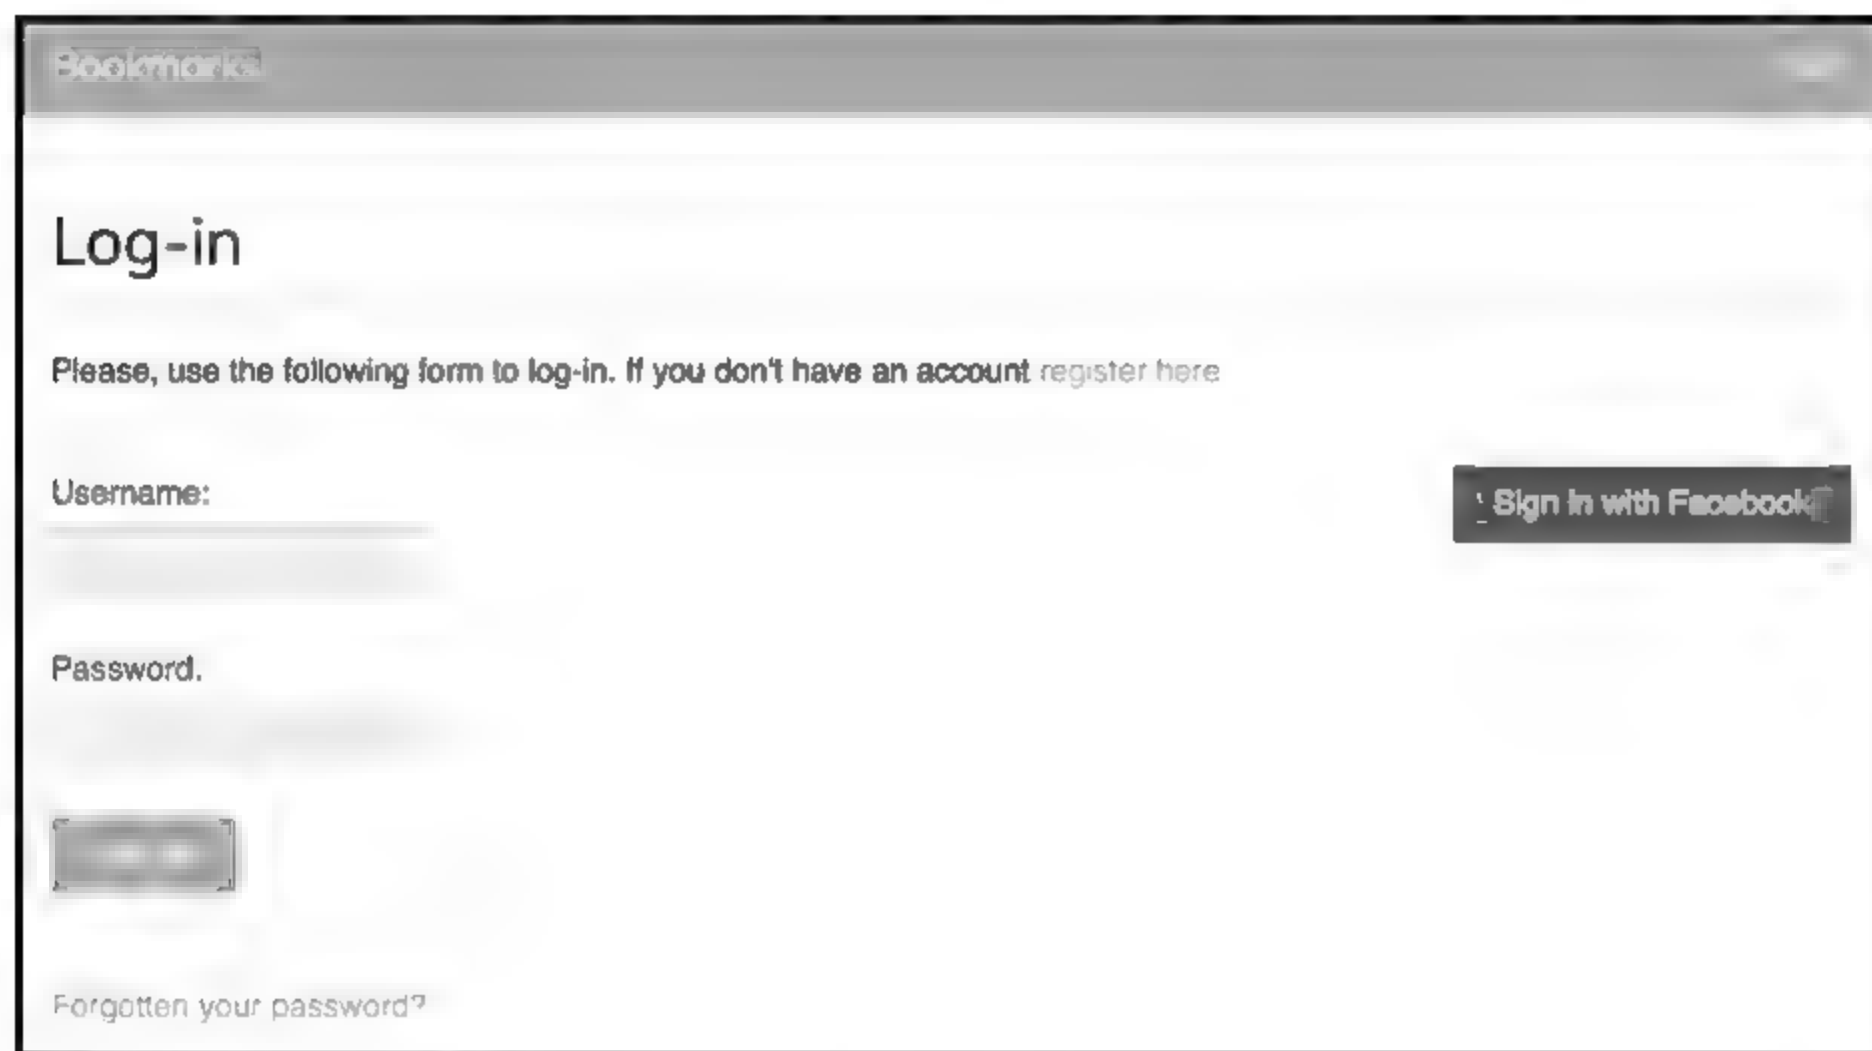 Bookmarks
Log-in
Please, use the following form to log-in. If you don't have an account register here
Username:
Sign in with Facebook
Password.
Forgotten your password?